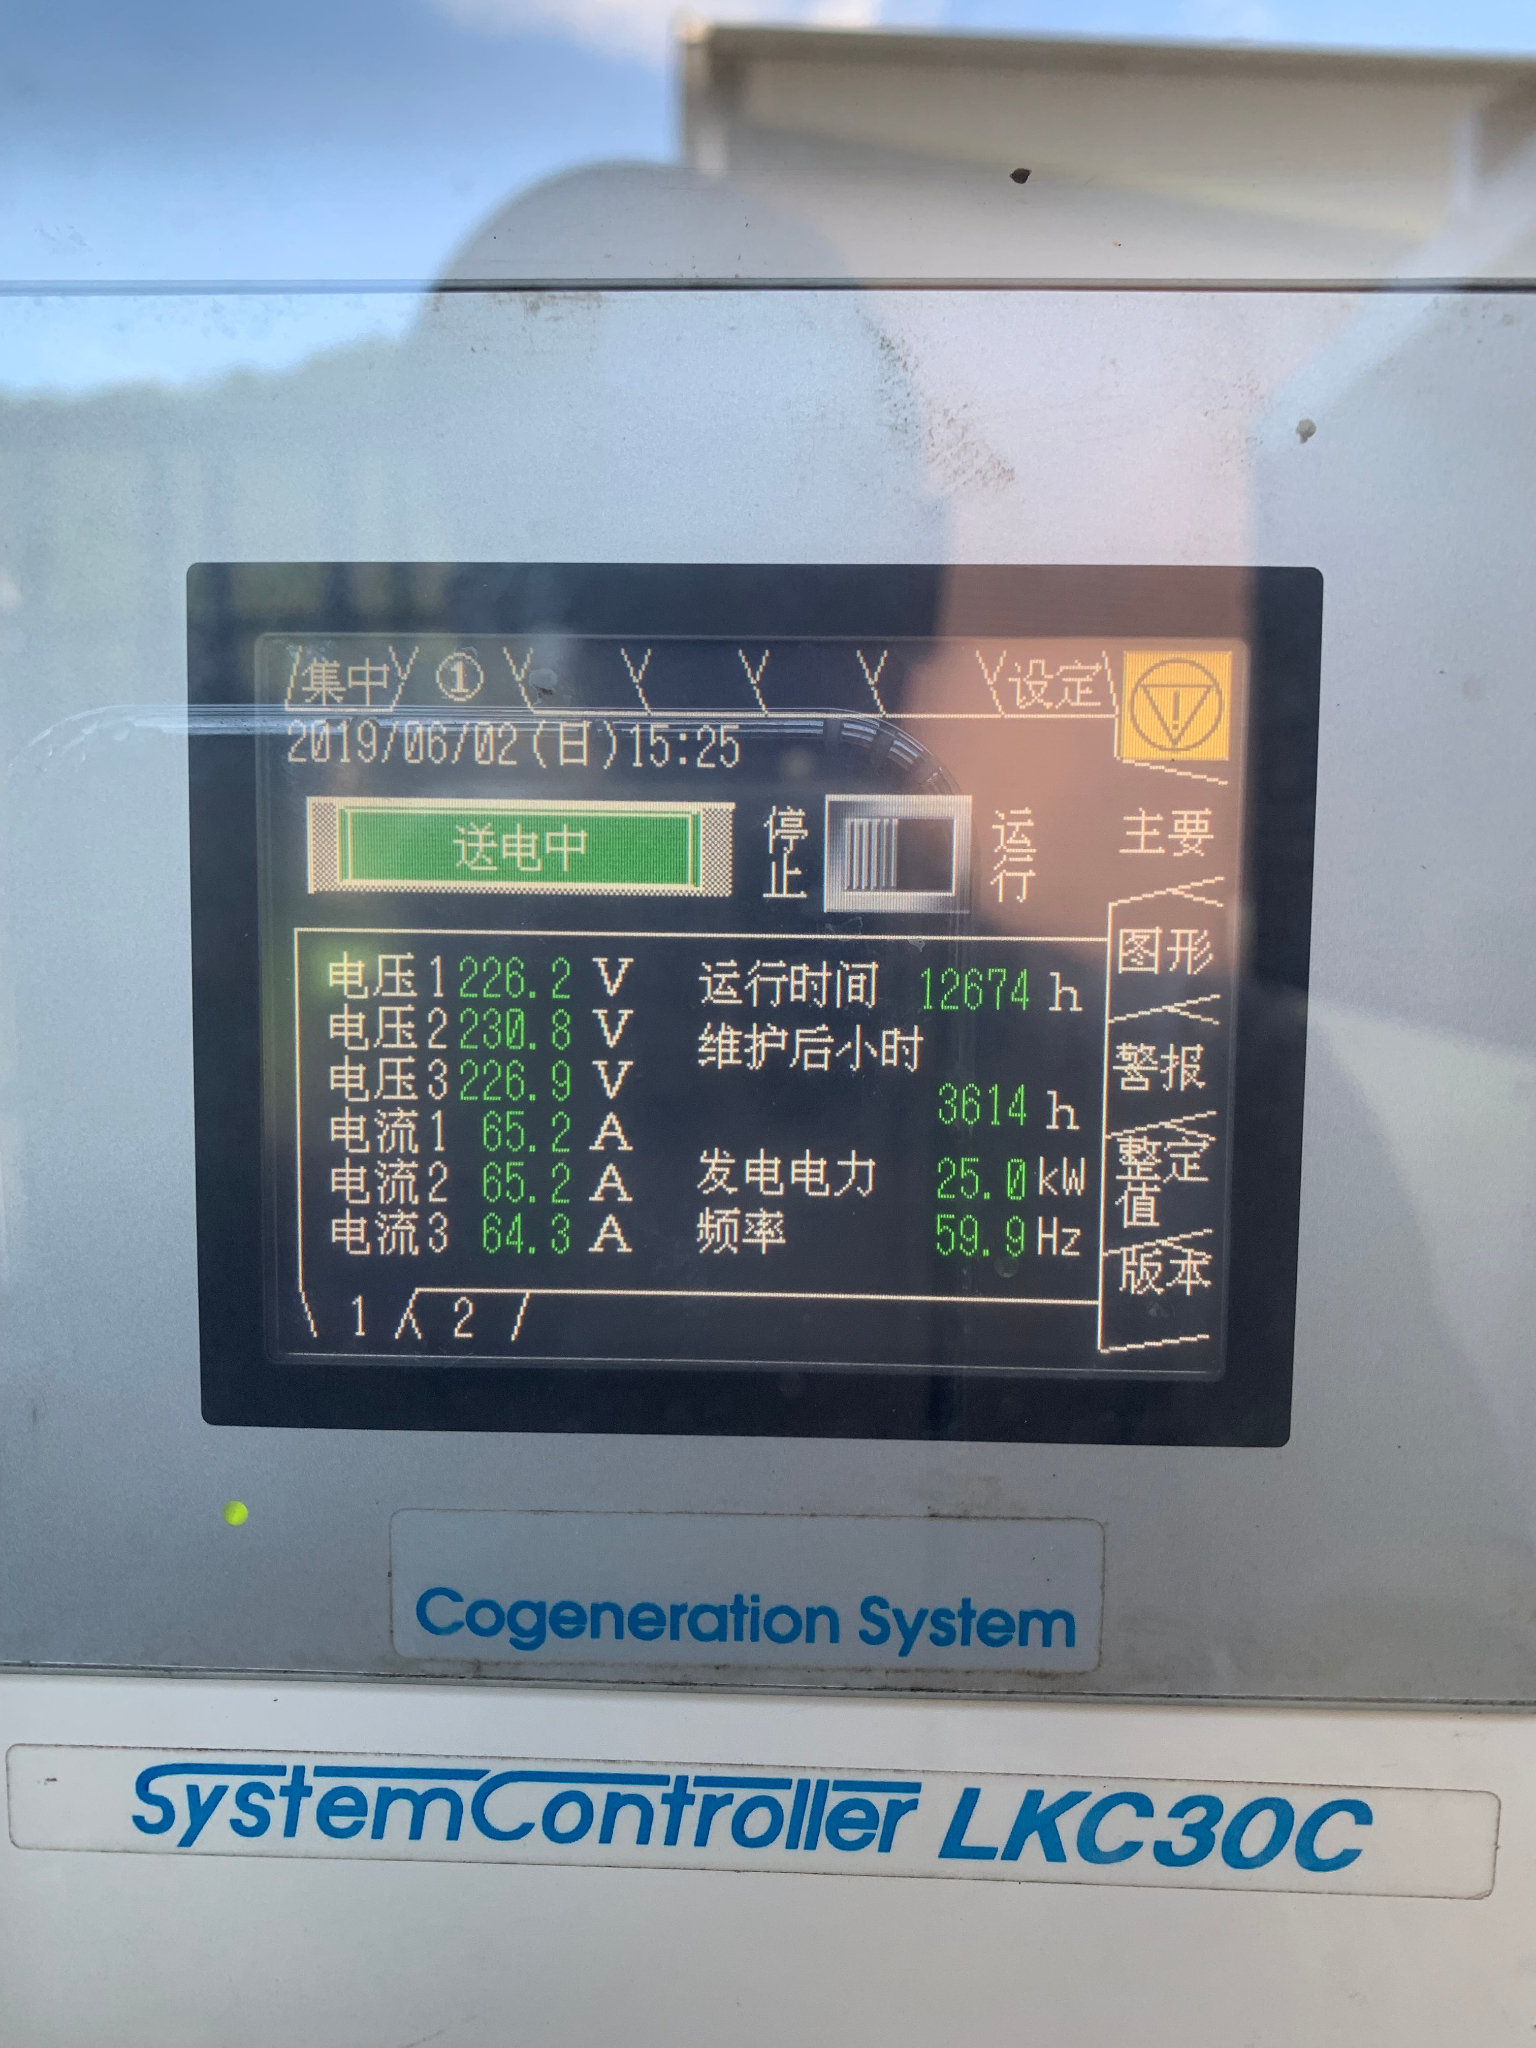 集中 ① 设定
2019/06/02(日)15:25
送电中 停止 运行
主要
图形
警报
整定值
版本
电压1 226.2 V
电压2 230.8 V
电压3 226.9 V
电流1 65.2 A
电流2 65.2 A
电流3 64.3 A
运行时间 12674 h
维护后小时
3614 h
发电电力 25.0 kW
频率 59.9 Hz
1 2
Cogeneration System
SystemController LKC30C